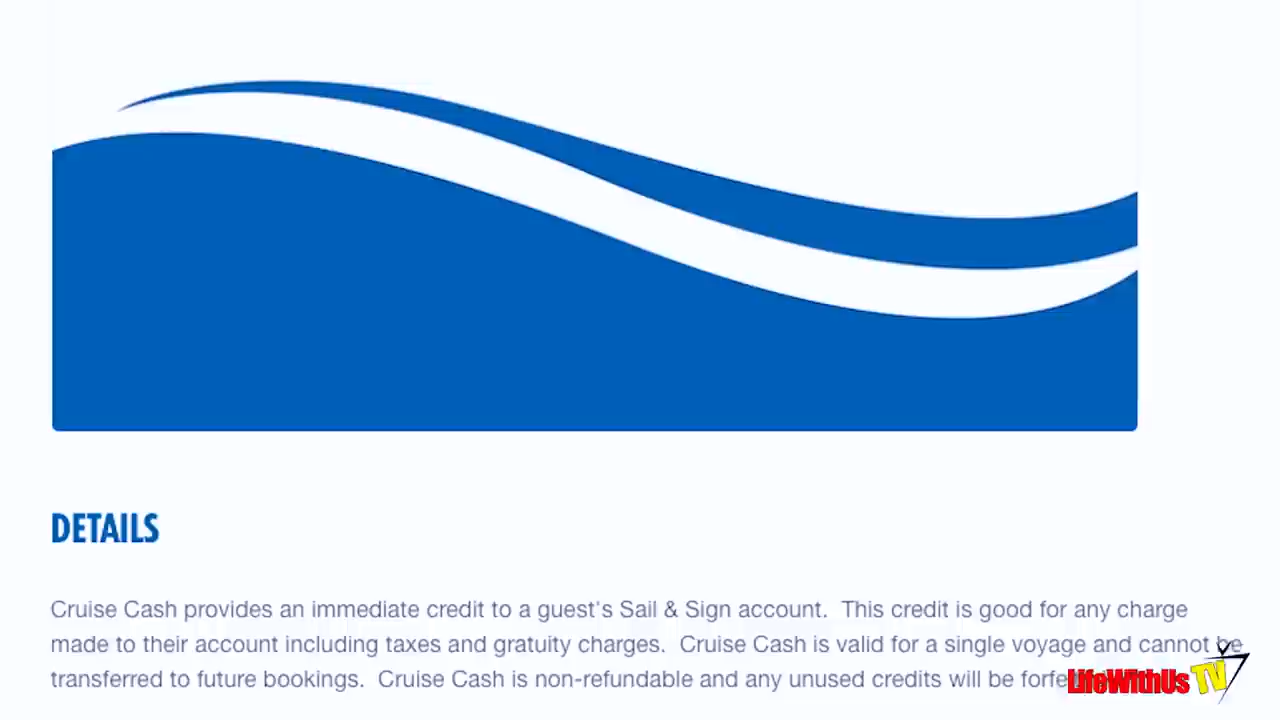 DETAILS
Cruise Cash provides an immediate credit to a guest's Sail & Sign account.  This credit is good for any charge
made to their account including taxes and gratuity charges.  Cruise Cash is valid for a single voyage and cannot be
transferred to future bookings.  Cruise Cash is non-refundable and any unused credits will be
LifeWithUs TV